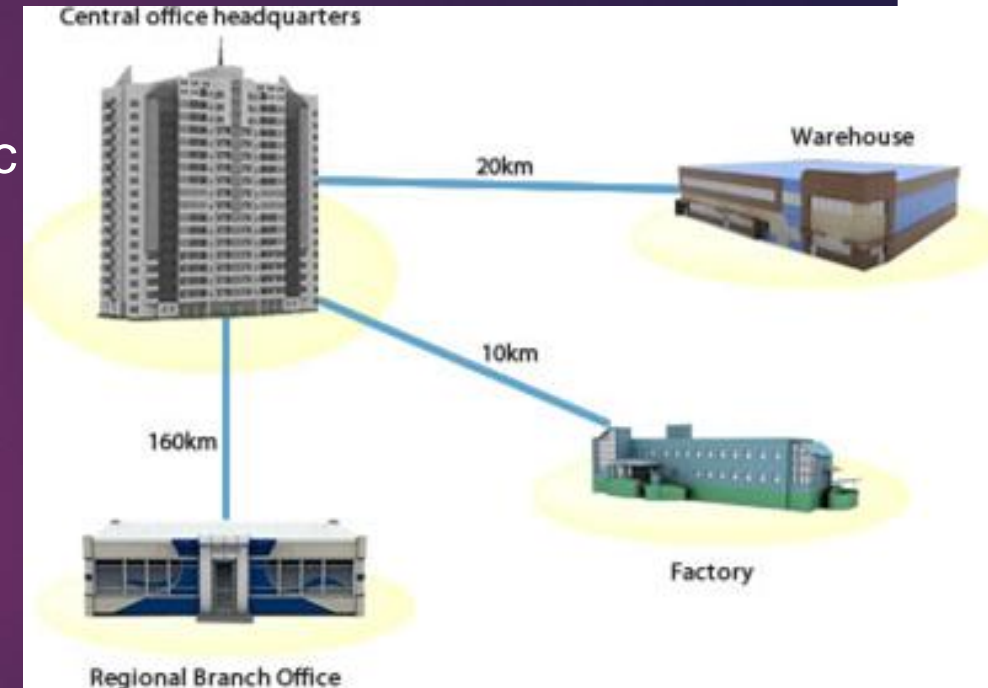 Central office headquarters
c
Warehouse
20km
10km
160km
Factory
Regional Branch Office